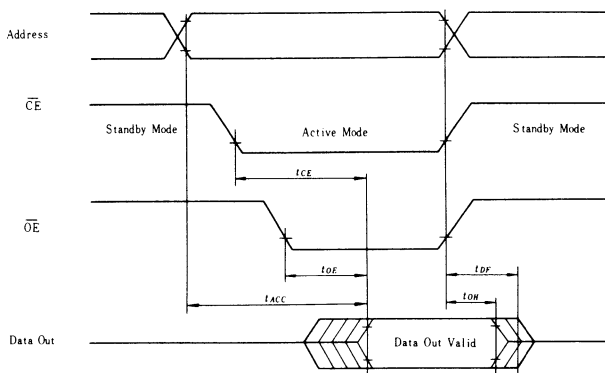 Address
CE
Standby Mode
Active Mode
Standby Mode
tCE
OE
tOE
tDF
tACC
tOH
Data Out
Data Out Valid